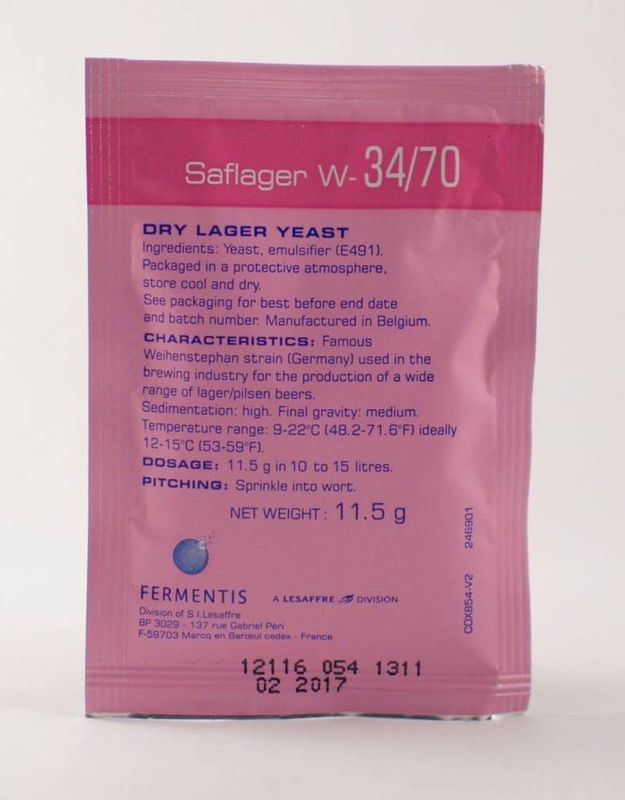 Saflager W-34/70
DRY LAGER YEAST
Ingredients: Yeast, emulsifier (E491).
Packaged in a protective atmosphere,
store cool and dry.
See packaging for best before end date
and batch number. Manufactured in Belgium.
CHARACTERISTICS: Famous
Weihenstephan strain (Germany) used in the
brewing industry for the production of a wide
range of lager/pilsen beers.
Sedimentation: high. Final gravity: medium.
Temperature range: 9-22°C (48.2-71.6°F) ideally
12-15°C (53-59°F).
DOSAGE: 11.5 g in 10 to 15 litres.
PITCHING: Sprinkle into wort.
NET WEIGHT : 11.5 g
COX854-V2 246901
FERMENTIS A LESAFFRE DIVISION
Division of S.I.Lesaffre
BP 3029 - 137 rue Gabriel Péri
F-59703 Marcq en Barœul cedex - France
12116 054 1311
02 2017